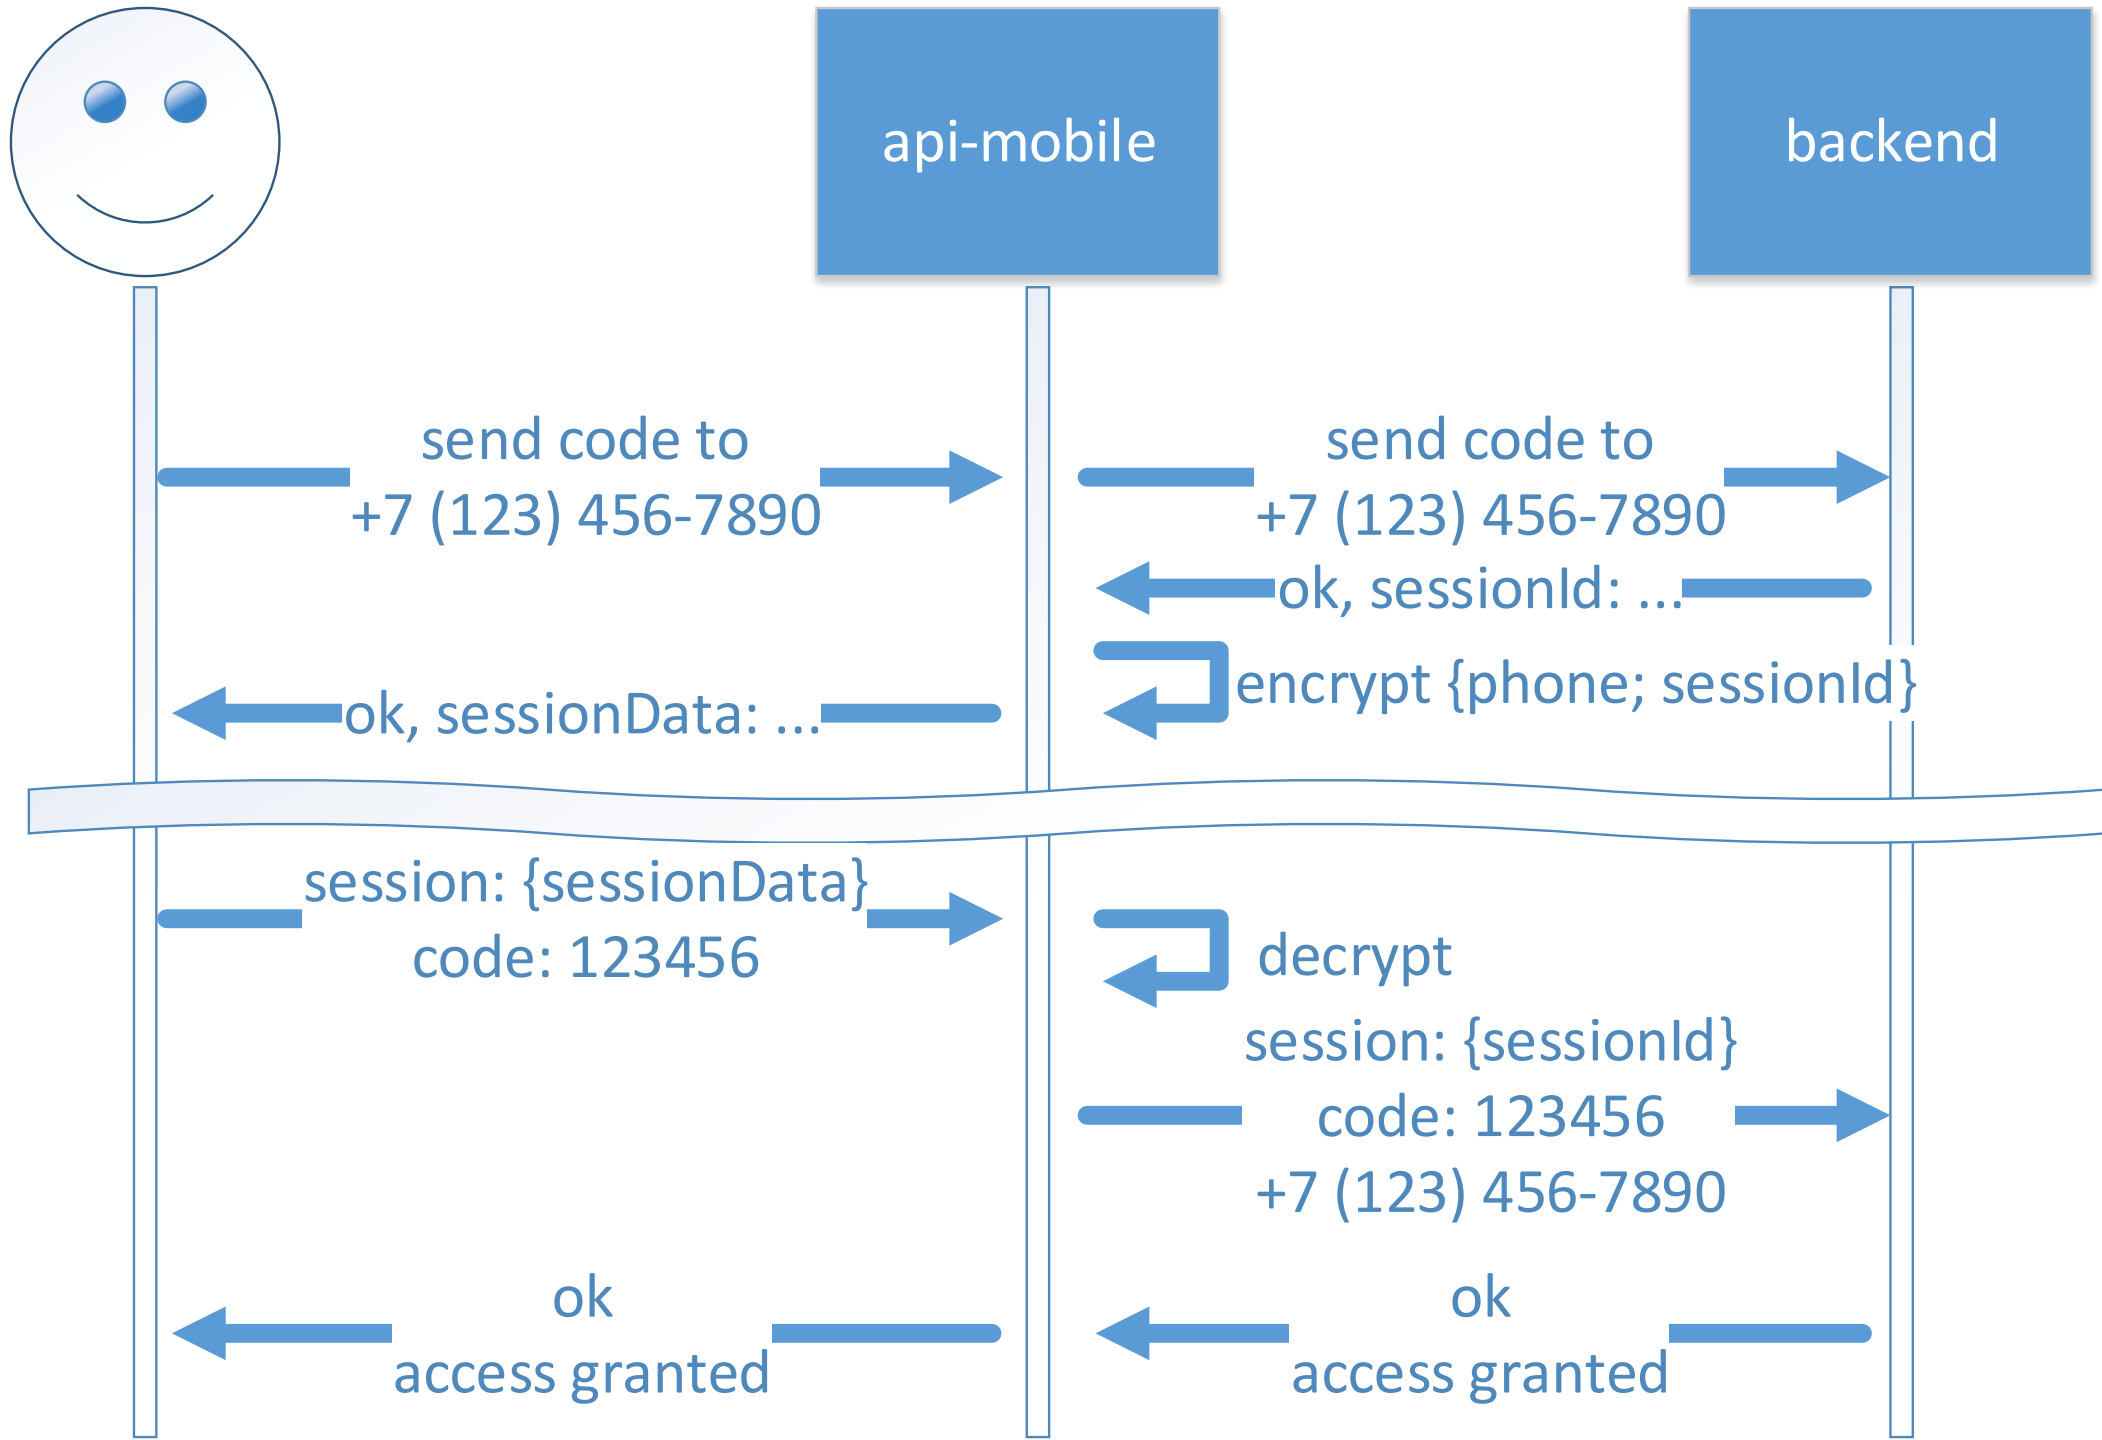 api-mobile
backend
send code to
+7 (123) 456-7890
send code to
+7 (123) 456-7890
ok, sessionId: ...
encrypt {phone; sessionId}
ok, sessionData: ...
session: {sessionData}
code: 123456
decrypt
session: {sessionId}
code: 123456
+7 (123) 456-7890
ok
access granted
ok
access granted